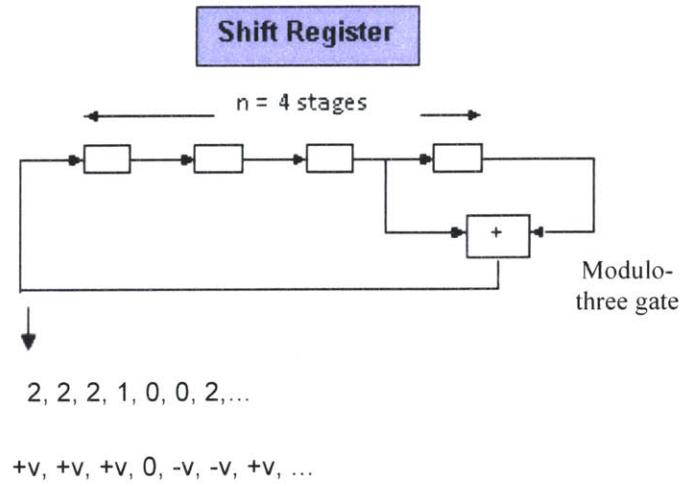 Shift Register
n = 4 stages
+
Modulo-
three gate
2, 2, 2, 1, 0, 0, 2,...
+v, +v, +v, 0, -v, -v, +v, ...